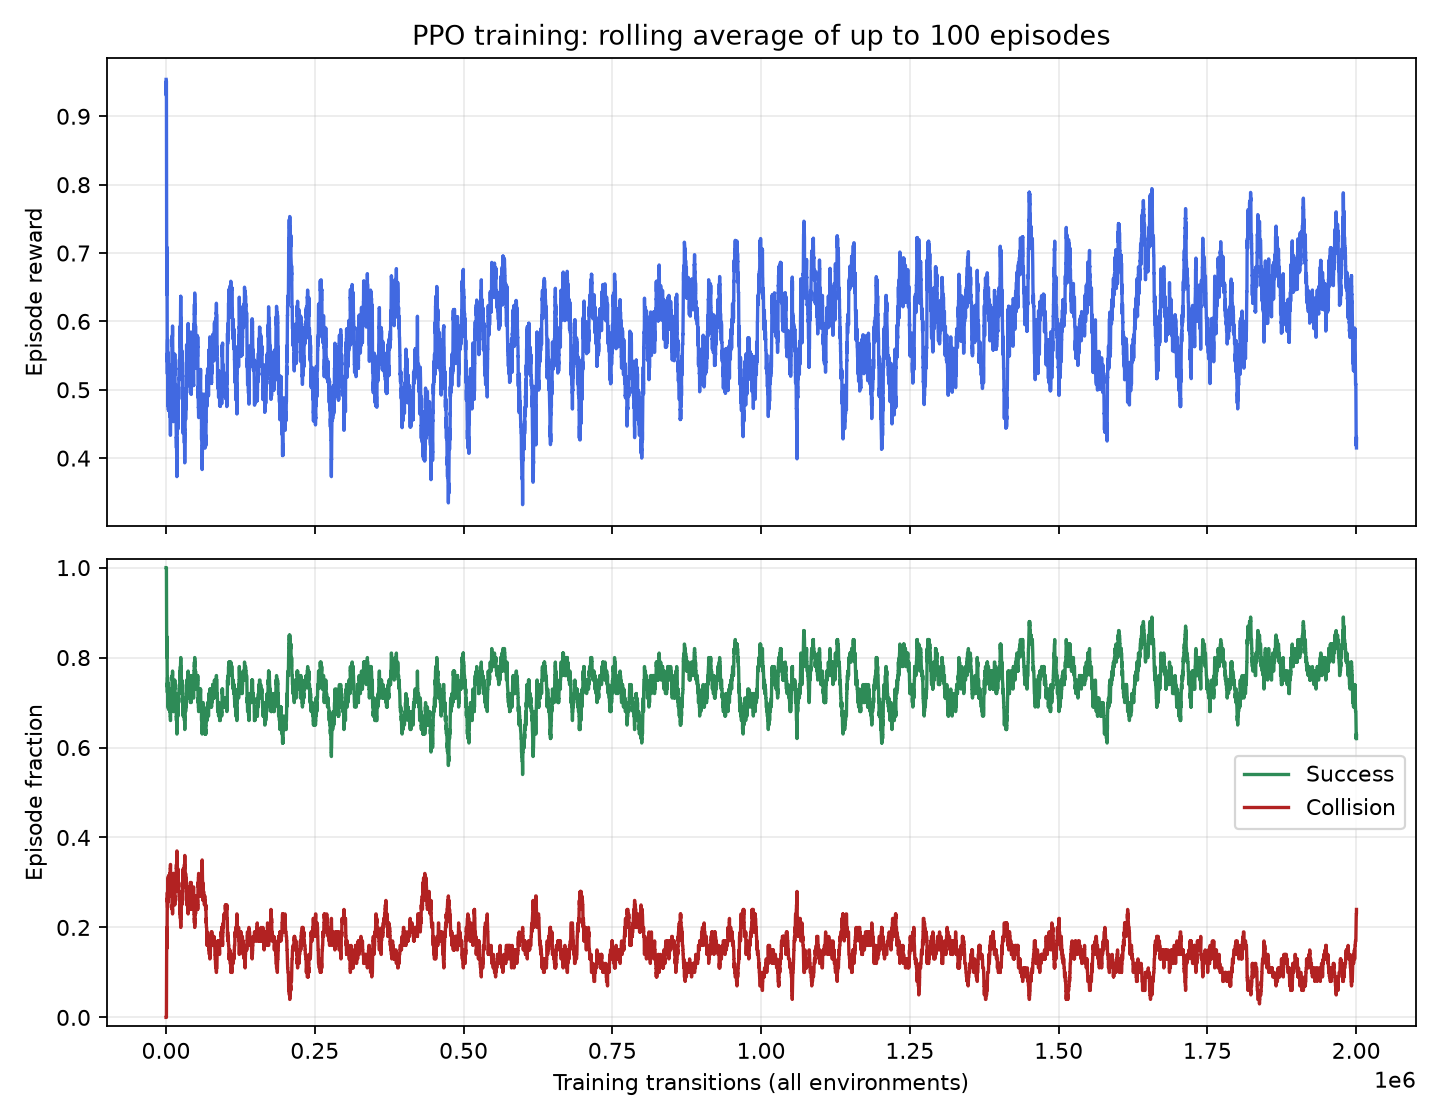 PPO training: rolling average of up to 100 episodes
Episode reward
0.9
0.8
0.7
0.6
0.5
0.4
Episode fraction
1.0
0.8
0.6
0.4
0.2
0.0
Success
Collision
0.00 0.25 0.50 0.75 1.00 1.25 1.50 1.75 2.00
1e6
Training transitions (all environments)